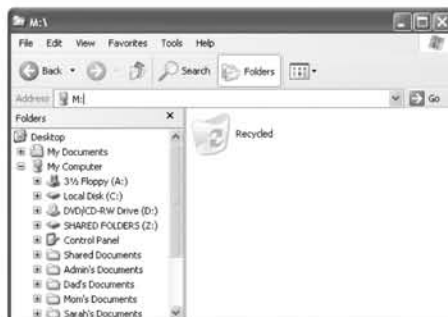 M:\
File Edit View Favorites Tools Help
Back Search Folders
Address M:| Go
Folders ×
Desktop
My Documents
My Computer
3½ Floppy (A:)
Local Disk (C:)
DVD/CD-RW Drive (D:)
SHARED FOLDERS (Z:)
Control Panel
Shared Documents
Admin's Documents
Dad's Documents
Mom's Documents
Sarah's Documents
Recycled